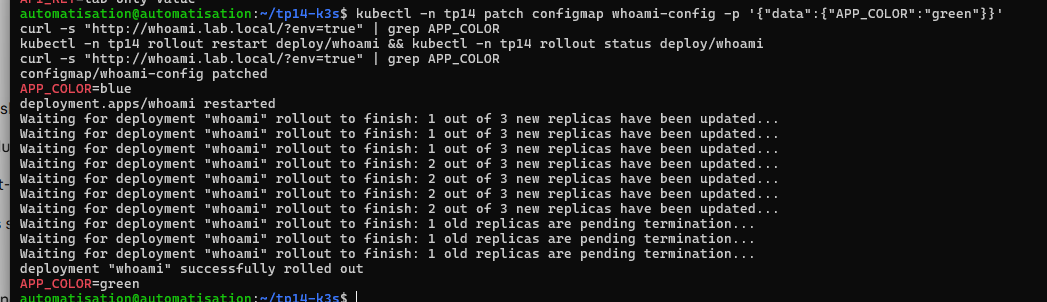 API_KEY=lab-only-value
automatisation@automatisation:~/tp14-k3s$ kubectl -n tp14 patch configmap whoami-config -p '{"data":{"APP_COLOR":"green"}}'
curl -s "http://whoami.lab.local/?env=true" | grep APP_COLOR
kubectl -n tp14 rollout restart deploy/whoami && kubectl -n tp14 rollout status deploy/whoami
curl -s "http://whoami.lab.local/?env=true" | grep APP_COLOR
configmap/whoami-config patched
APP_COLOR=blue
deployment.apps/whoami restarted
Waiting for deployment "whoami" rollout to finish: 1 out of 3 new replicas have been updated...
Waiting for deployment "whoami" rollout to finish: 1 out of 3 new replicas have been updated...
Waiting for deployment "whoami" rollout to finish: 1 out of 3 new replicas have been updated...
Waiting for deployment "whoami" rollout to finish: 2 out of 3 new replicas have been updated...
Waiting for deployment "whoami" rollout to finish: 2 out of 3 new replicas have been updated...
Waiting for deployment "whoami" rollout to finish: 2 out of 3 new replicas have been updated...
Waiting for deployment "whoami" rollout to finish: 2 out of 3 new replicas have been updated...
Waiting for deployment "whoami" rollout to finish: 1 old replicas are pending termination...
Waiting for deployment "whoami" rollout to finish: 1 old replicas are pending termination...
Waiting for deployment "whoami" rollout to finish: 1 old replicas are pending termination...
deployment "whoami" successfully rolled out
APP_COLOR=green
automatisation@automatisation:~/tp14-k3s$